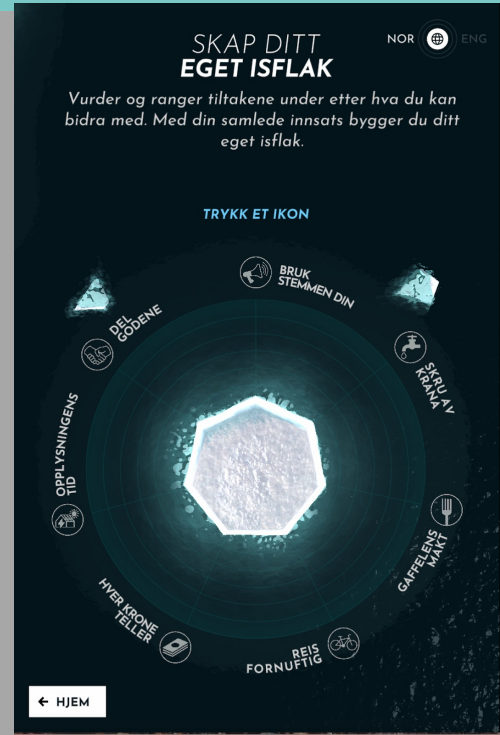 NOR ENG
SKAP DITT
EGET ISFLAK
Vurder og ranger tiltakene under etter hva du kan
bidra med. Med din samlede innsats bygger du ditt
eget isflak.
TRYKK ET IKON
BRUK
STEMMEN DIN
SKRU AV
KRANA
GAFFELENS
MAKT
REIS
FORNUFTIG
HVER KRONE
TELLER
OPPLYSNINGENS
TID
DEL
GODENE
← HJEM